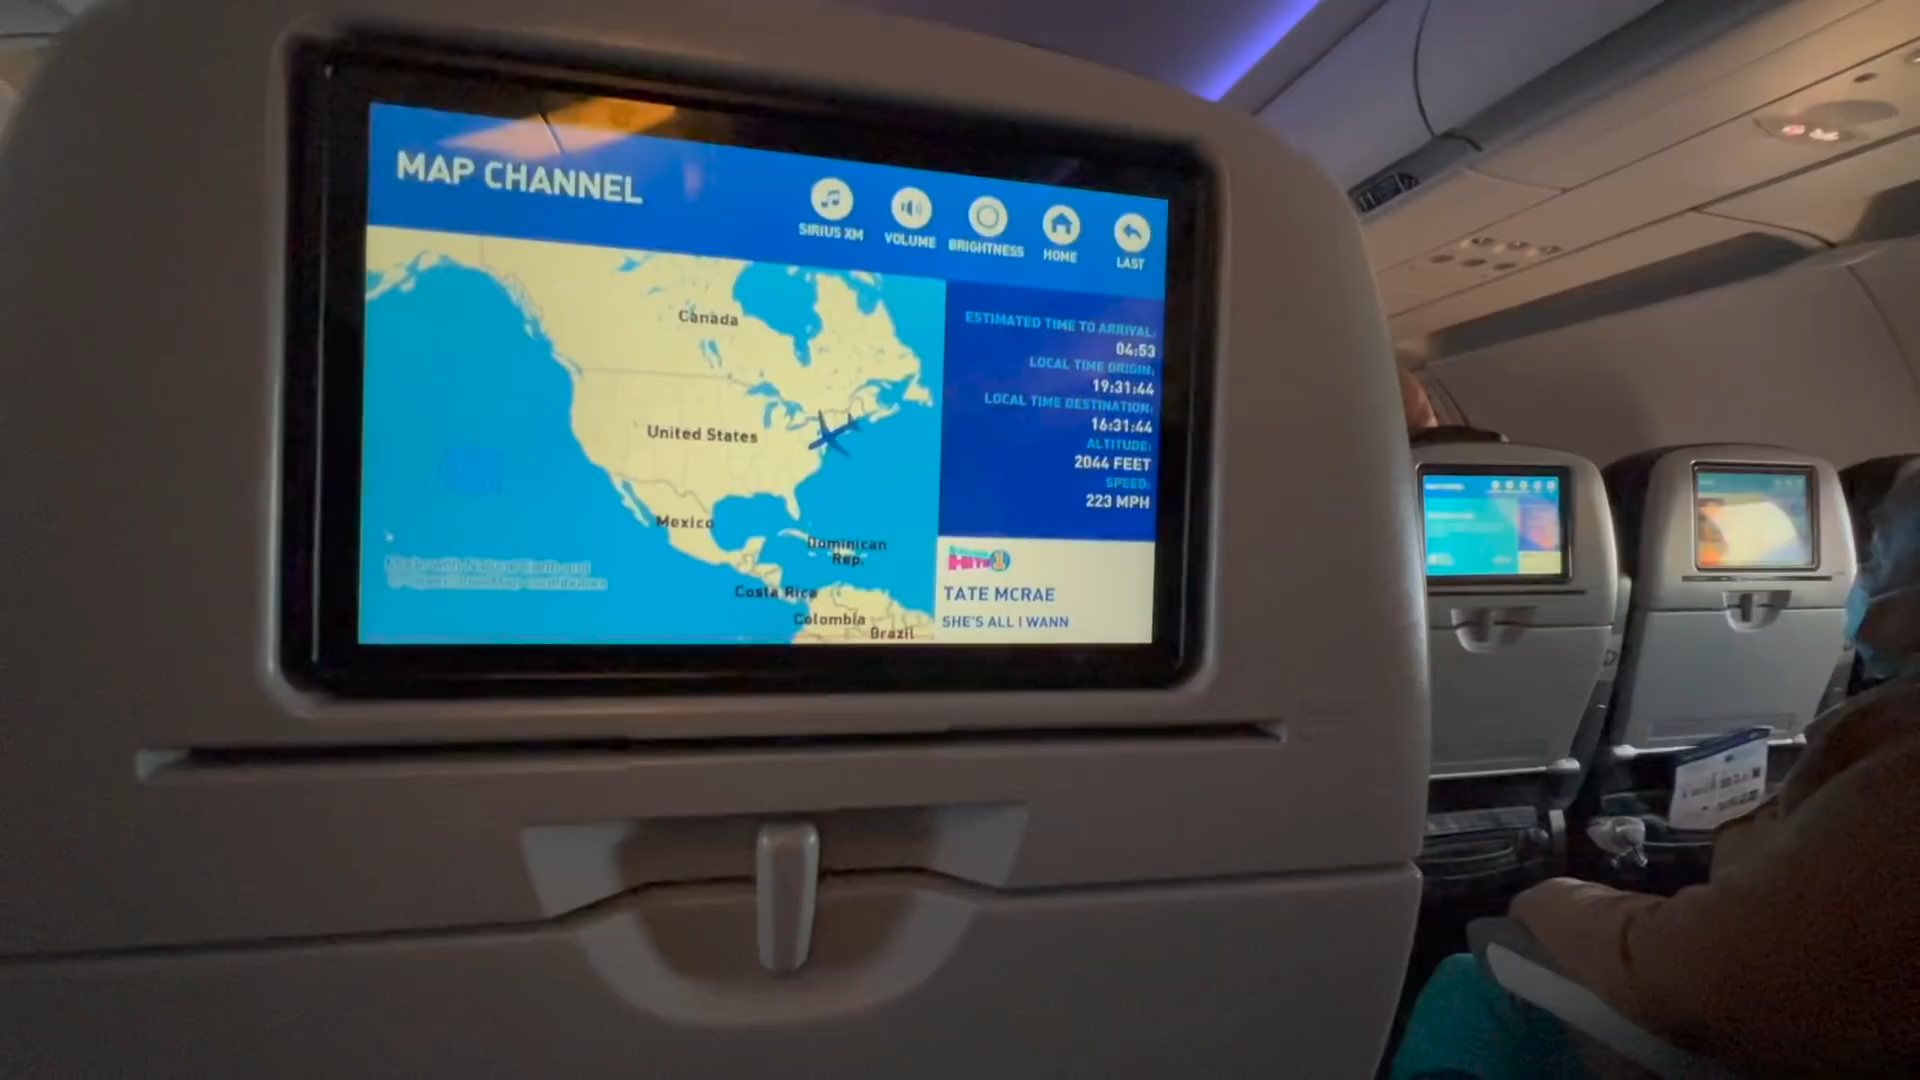 MAP CHANNEL
SIRIUS XM
VOLUME
BRIGHTNESS
HOME
LAST
Canada
United States
Mexico
Dominican
Rep.
Costa Rica
Colombia
Brazil
ESTIMATED TIME TO ARRIVAL:
04:53
LOCAL TIME ORIGIN:
19:31:44
LOCAL TIME DESTINATION:
16:31:44
ALTITUDE:
2044 FEET
SPEED:
223 MPH
HITS 1
TATE MCRAE
SHE'S ALL I WANN